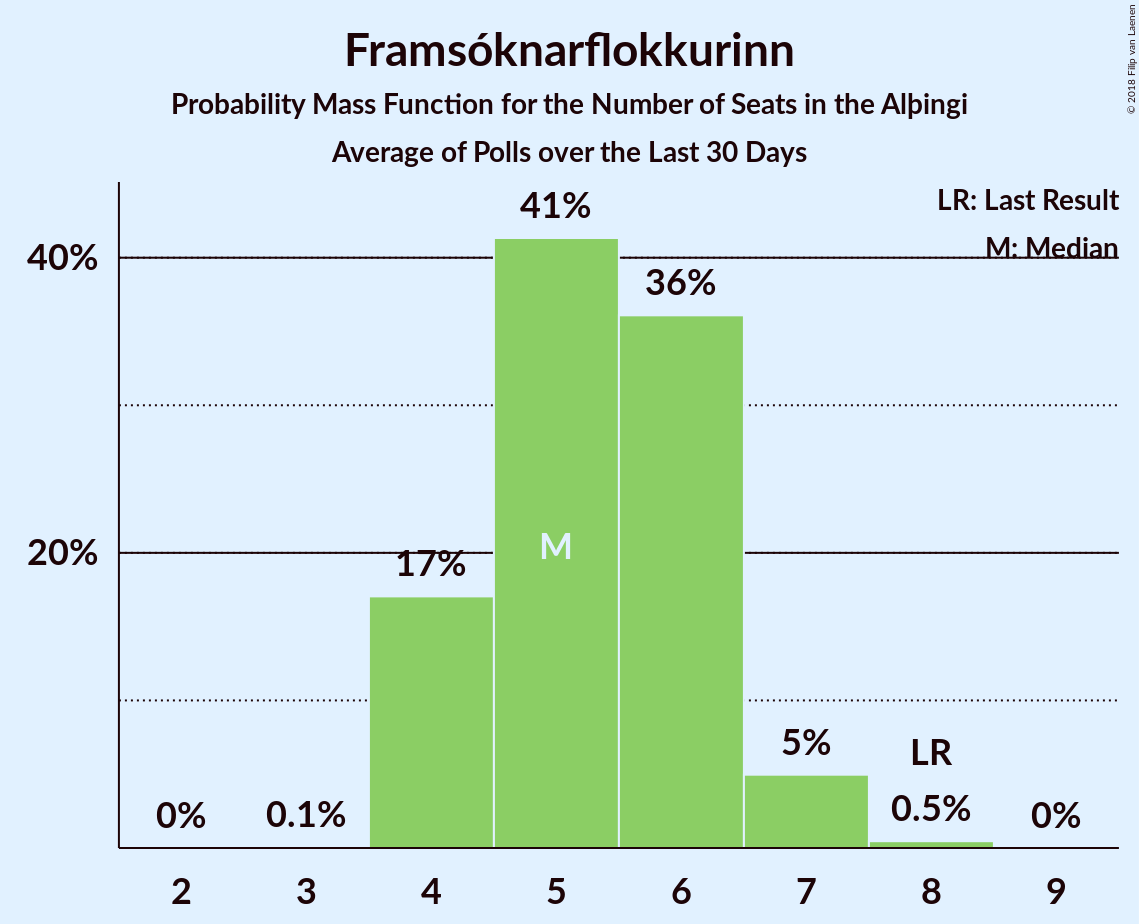 Framsóknarflokkurinn
Probability Mass Function for the Number of Seats in the Alþingi
Average of Polls over the Last 30 Days
© 2018 Filip van Laenen
LR: Last Result
M: Median
40%
20%
0%
0.1%
17%
41%
M
36%
5%
LR
0.5%
0%
2 3 4 5 6 7 8 9